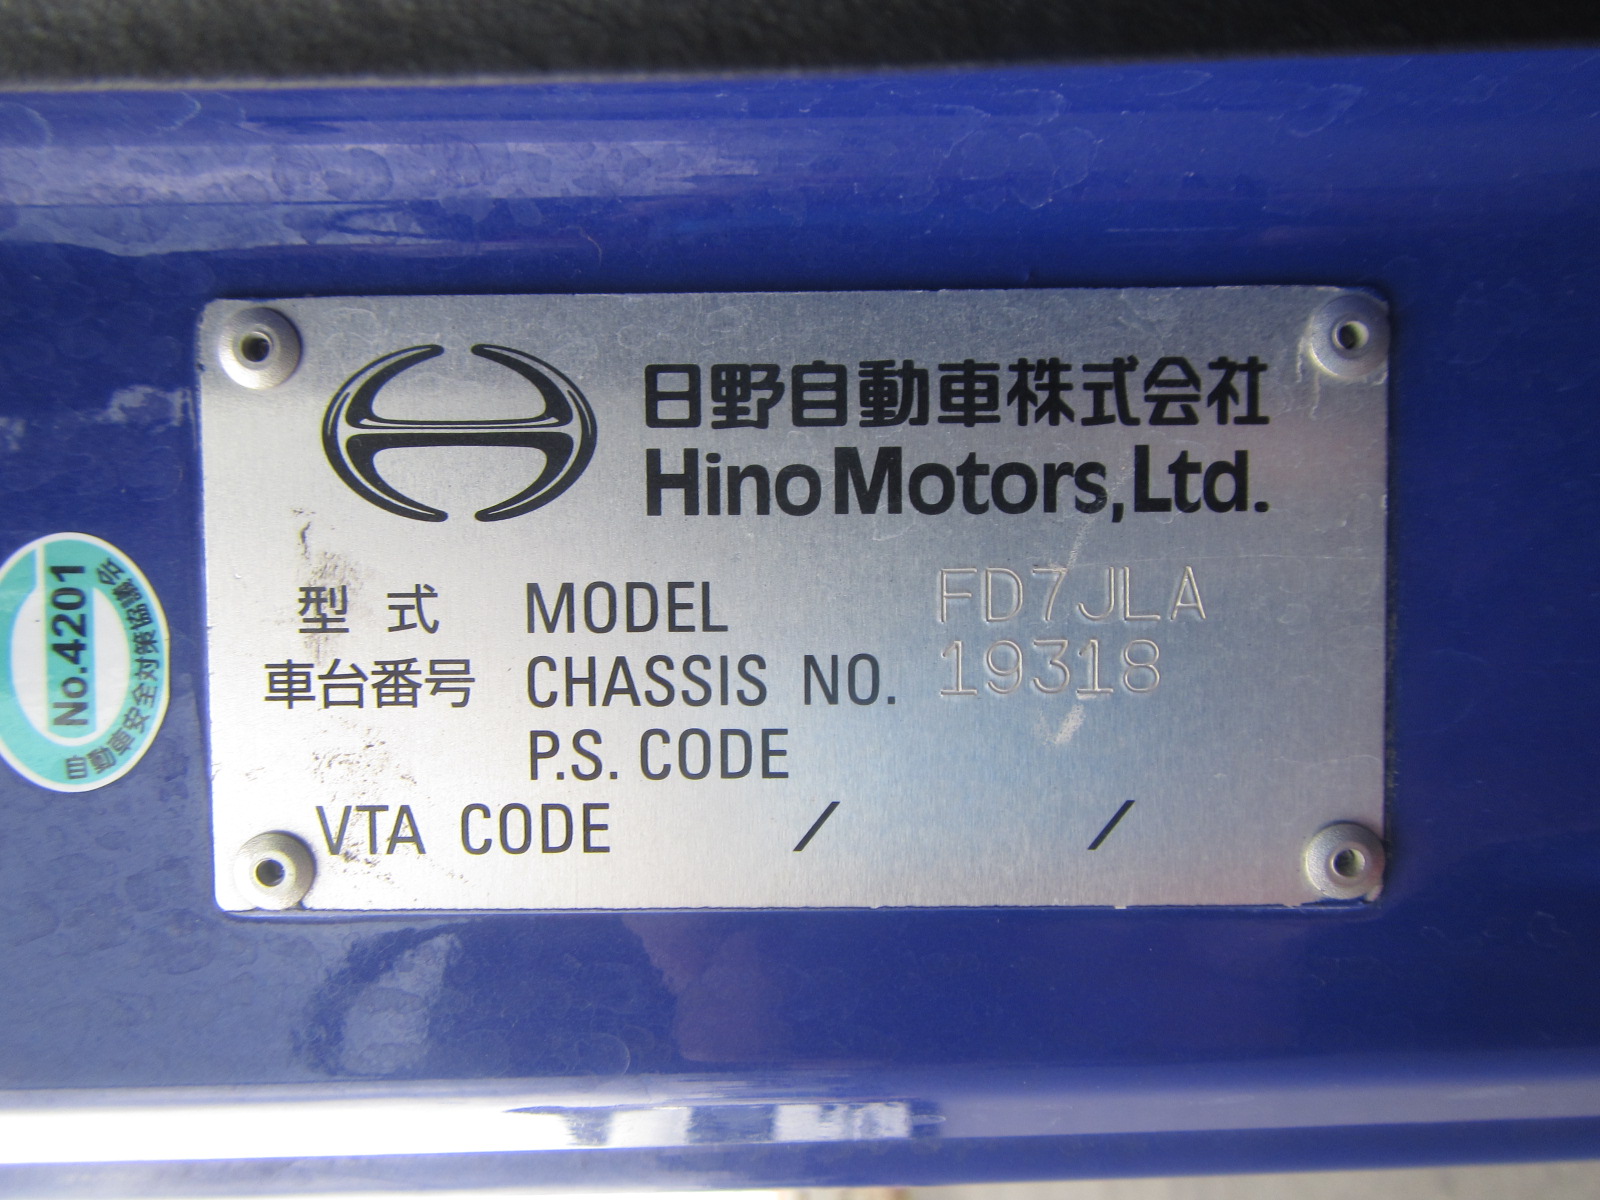 日野自動車株式会社
Hino Motors, Ltd.
型式 MODEL FD7JLA
車台番号 CHASSIS NO. 19318
P.S. CODE
VTA CODE / /
No.4201
自動車安全対策協議会